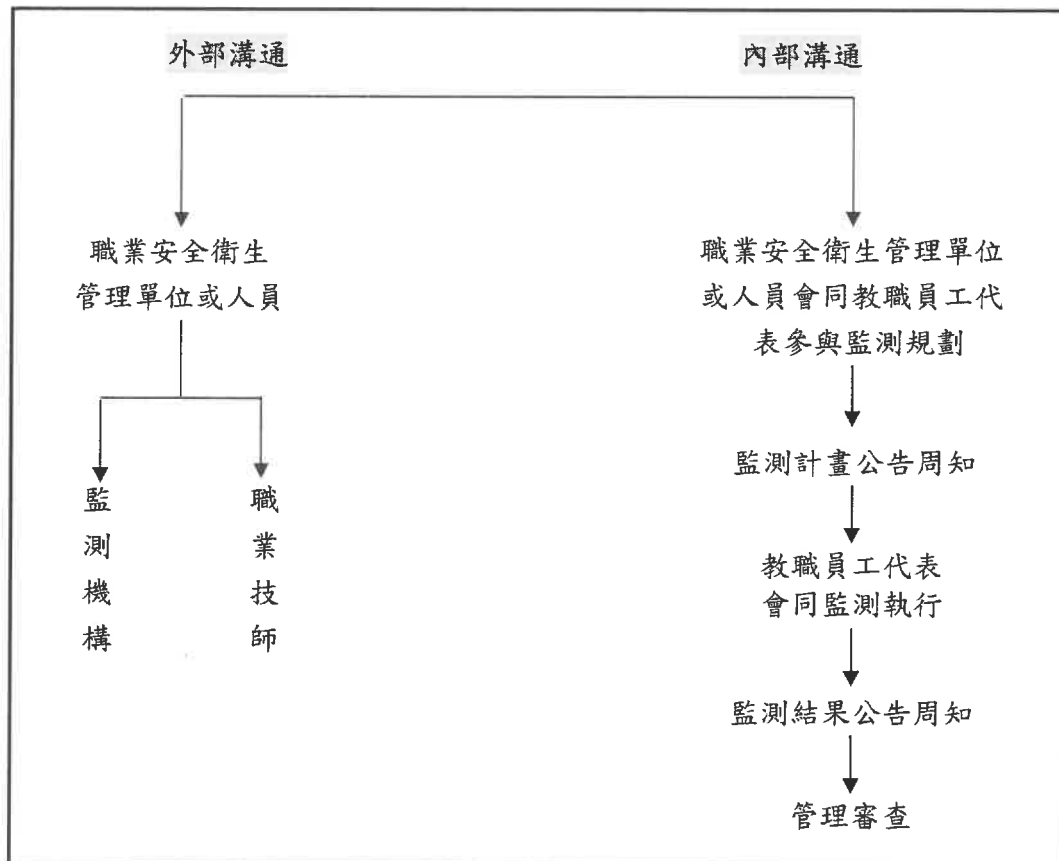 外部溝通
內部溝通
職業安全衛生
管理單位或人員
監測機構
職業技師
職業安全衛生管理單位
或人員會同教職員工代
表參與監測規劃
監測計畫公告周知
教職員工代表
會同監測執行
監測結果公告周知
管理審查